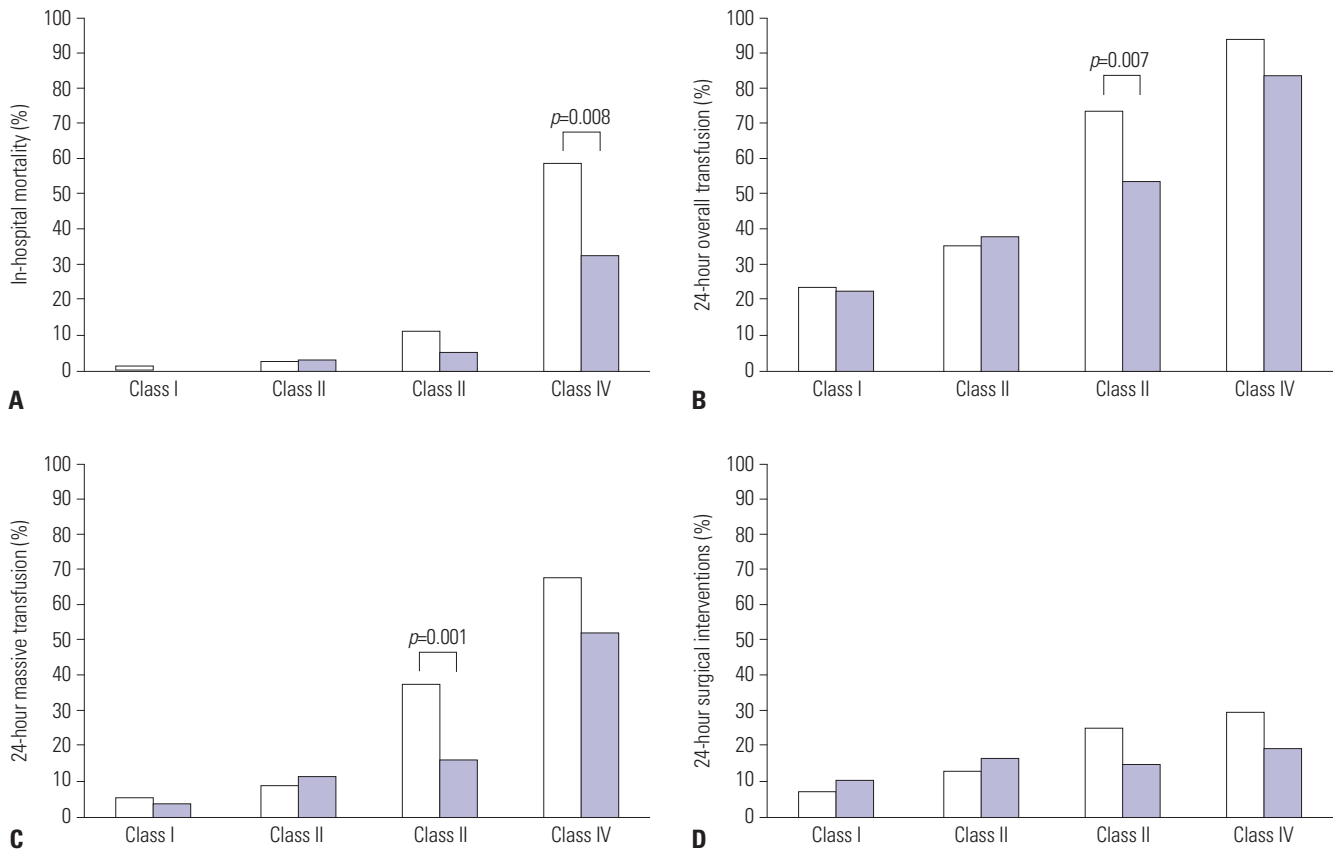 100
90
80
70
60
50
40
30
20
10
0
In-hospital mortality (%)
p=0.008
Class I Class II Class II Class IV
A
100
90
80
70
60
50
40
30
20
10
0
24-hour overall transfusion (%)
p=0.007
Class I Class II Class II Class IV
B
100
90
80
70
60
50
40
30
20
10
0
24-hour massive transfusion (%)
p=0.001
Class I Class II Class II Class IV
C
100
90
80
70
60
50
40
30
20
10
0
24-hour surgical interventions (%)
Class I Class II Class II Class IV
D